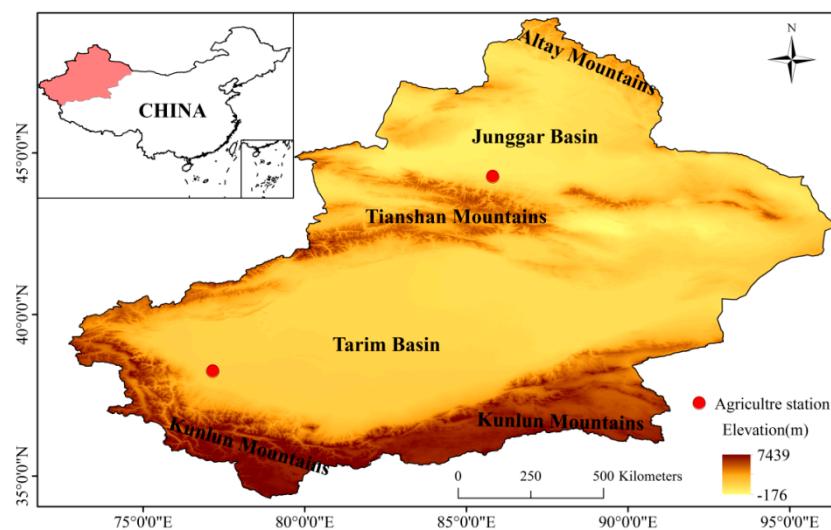 CHINA
N
Altay Mountains
Junggar Basin
Tianshan Mountains
Tarim Basin
Kunlun Mountains
Kunlun Mountains
Agricultre station
Elevation(m)
7439
-176
0 250 500 Kilometers
45°0'0"N
40°0'0"N
35°0'0"N
75°0'0"E 80°0'0"E 85°0'0"E 90°0'0"E 95°0'0"E